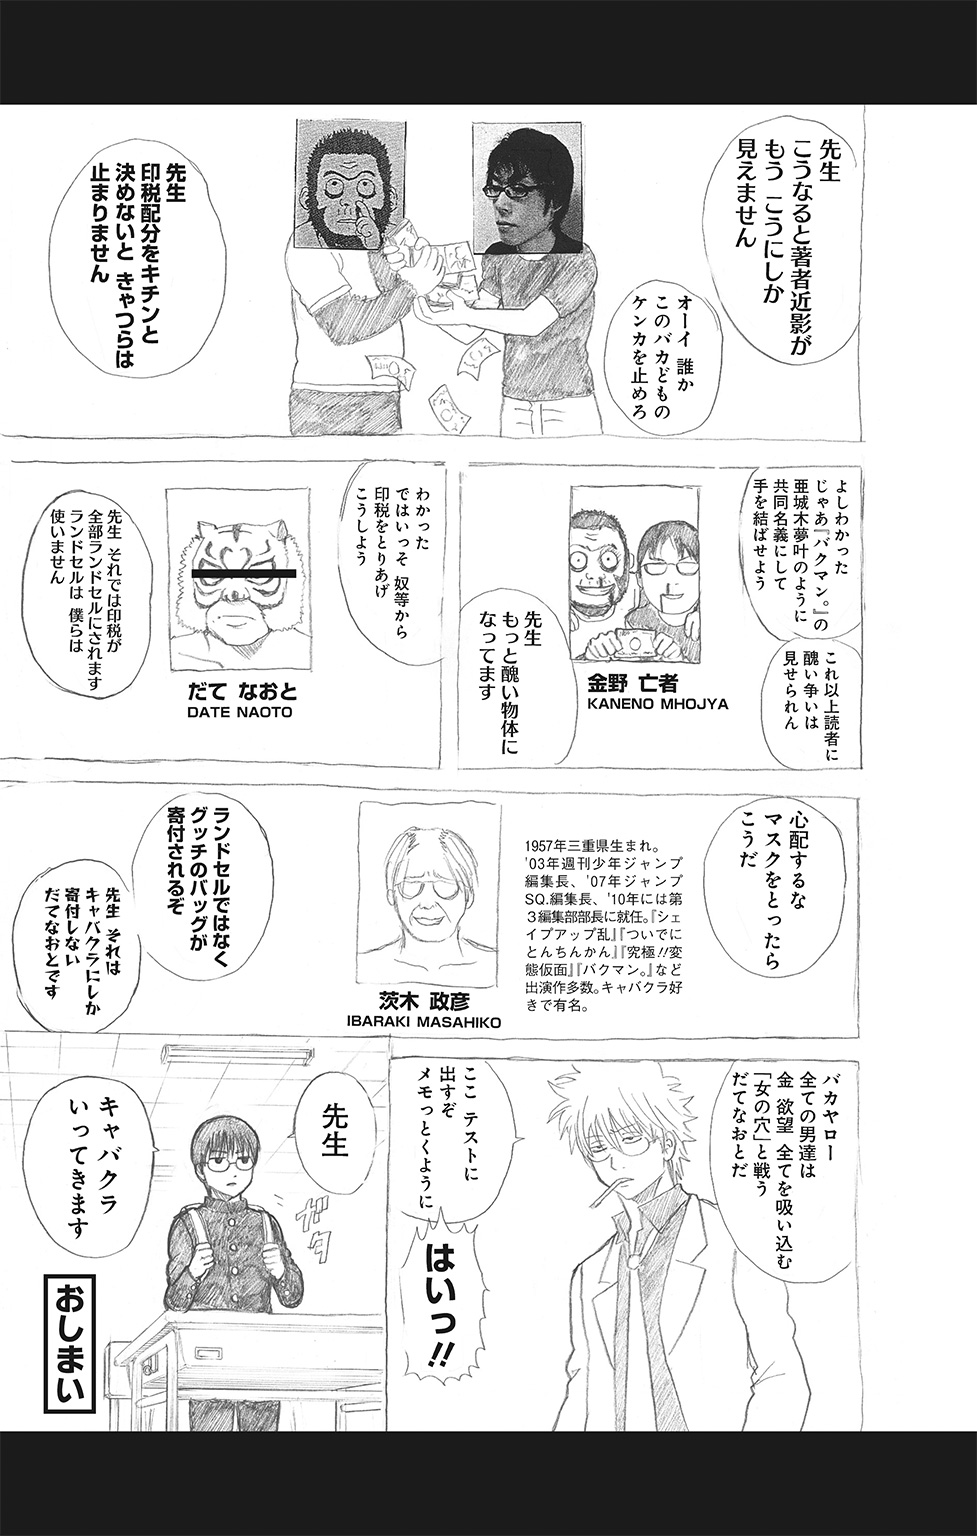 先生
こうなると著者近影が
もう こうにしか
見えません
オーイ 誰か
このバカどもの
ケンカを止めろ
先生
印税配分をキチンと
決めないと きゃつらは
止まりません
よしわかった
じゃあ『バクマン。』の
亜城木夢叶のように
共同名義にして
手を結ばせよう
これ以上読者に
醜い争いは
見せられん
金野 亡者
KANENO MHOJYA
先生
もっと醜い物体に
なってます
わかった
ではいっそ 奴等から
印税をとりあげ
こうしよう
だて なおと
DATE NAOTO
先生 それでは印税が
全部ランドセルにされます
ランドセルは 僕らは
使いません
心配するな
マスクをとったら
こうだ
1957年三重県生まれ。
'03年週刊少年ジャンプ
編集長、'07年ジャンプ
SQ.編集長、'10年には第
3編集部部長に就任。『シェ
イプアップ乱』『ついでに
とんちんかん』『究極!!変
態仮面』『バクマン。』など
出演作多数。キャバクラ好
きで有名。
茨木 政彦
IBARAKI MASAHIKO
ランドセルではなく
グッチのバッグが
寄付されるぞ
先生 それは
キャバクラにしか
寄付しない
だてなおとです
バカヤロー
全ての男達は
金 欲望 全てを吸い込む
「女の穴」と戦う
だてなおとだ
ここ テストに
出すぞ
メモっとくように
はいっ!!
先生
ガタ
キャバクラ
いってきます
おしまい